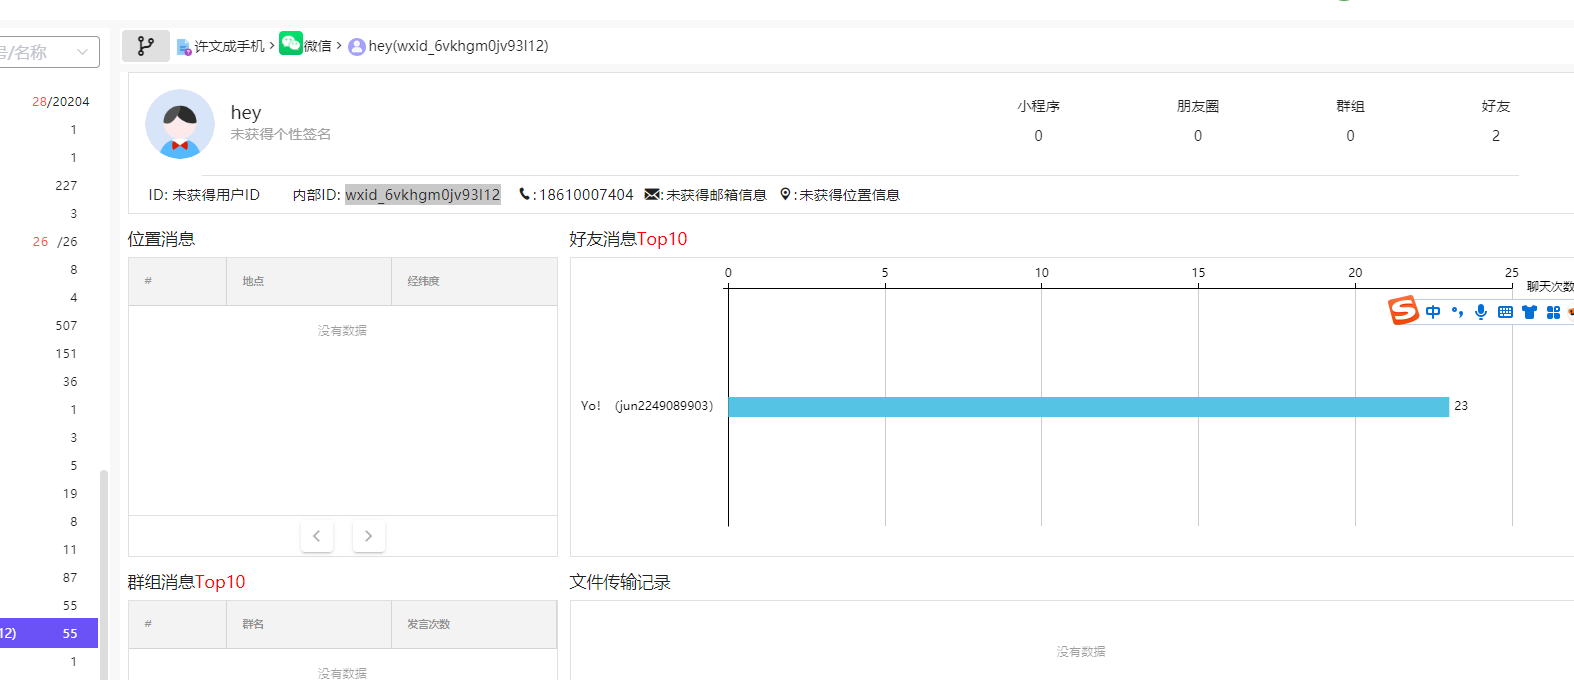 号/名称
许文成手机 > 微信 > hey(wxid_6vkhgm0jv93l12)
28/20204
1
1
227
3
26 /26
8
4
507
151
36
1
3
5
19
8
11
87
55
12) 55
1
hey
未获得个性签名
小程序 朋友圈 群组 好友
0 0 0 2
ID: 未获得用户ID 内部ID: wxid_6vkhgm0jv93l12 :18610007404 : 未获得邮箱信息 :未获得位置信息
位置消息
# 地点 经纬度
没有数据
好友消息Top10
0 5 10 15 20 25
聊天次数
中
Yo! (jun2249089903) 23
群组消息Top10
# 群名 发言次数
没有数据
文件传输记录
没有数据